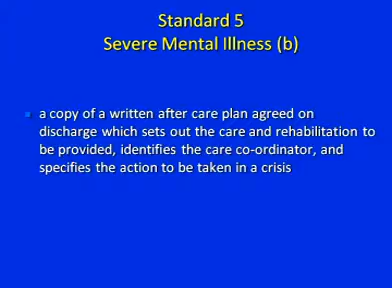 Standard 5
Severe Mental Illness (b)
a copy of a written after care plan agreed on
discharge which sets out the care and rehabilitation to
be provided, identifies the care co-ordinator, and
specifies the action to be taken in a crisis